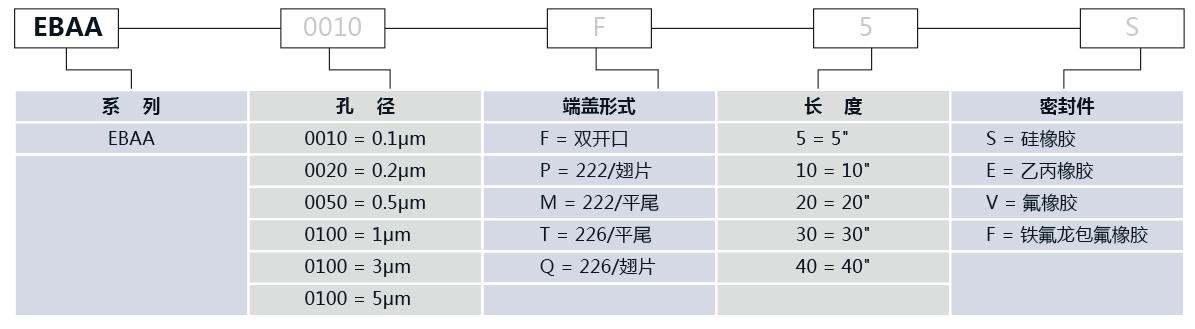 EBAA 0010 F 5 S
系 列 孔 径 端盖形式 长 度 密封件
EBAA 0010 = 0.1μm F = 双开口 5 = 5" S = 硅橡胶
0020 = 0.2μm P = 222/翅片 10 = 10" E = 乙丙橡胶
0050 = 0.5μm M = 222/平尾 20 = 20" V = 氟橡胶
0100 = 1μm T = 226/平尾 30 = 30" F = 铁氟龙包氟橡胶
0100 = 3μm Q = 226/翅片 40 = 40"
0100 = 5μm